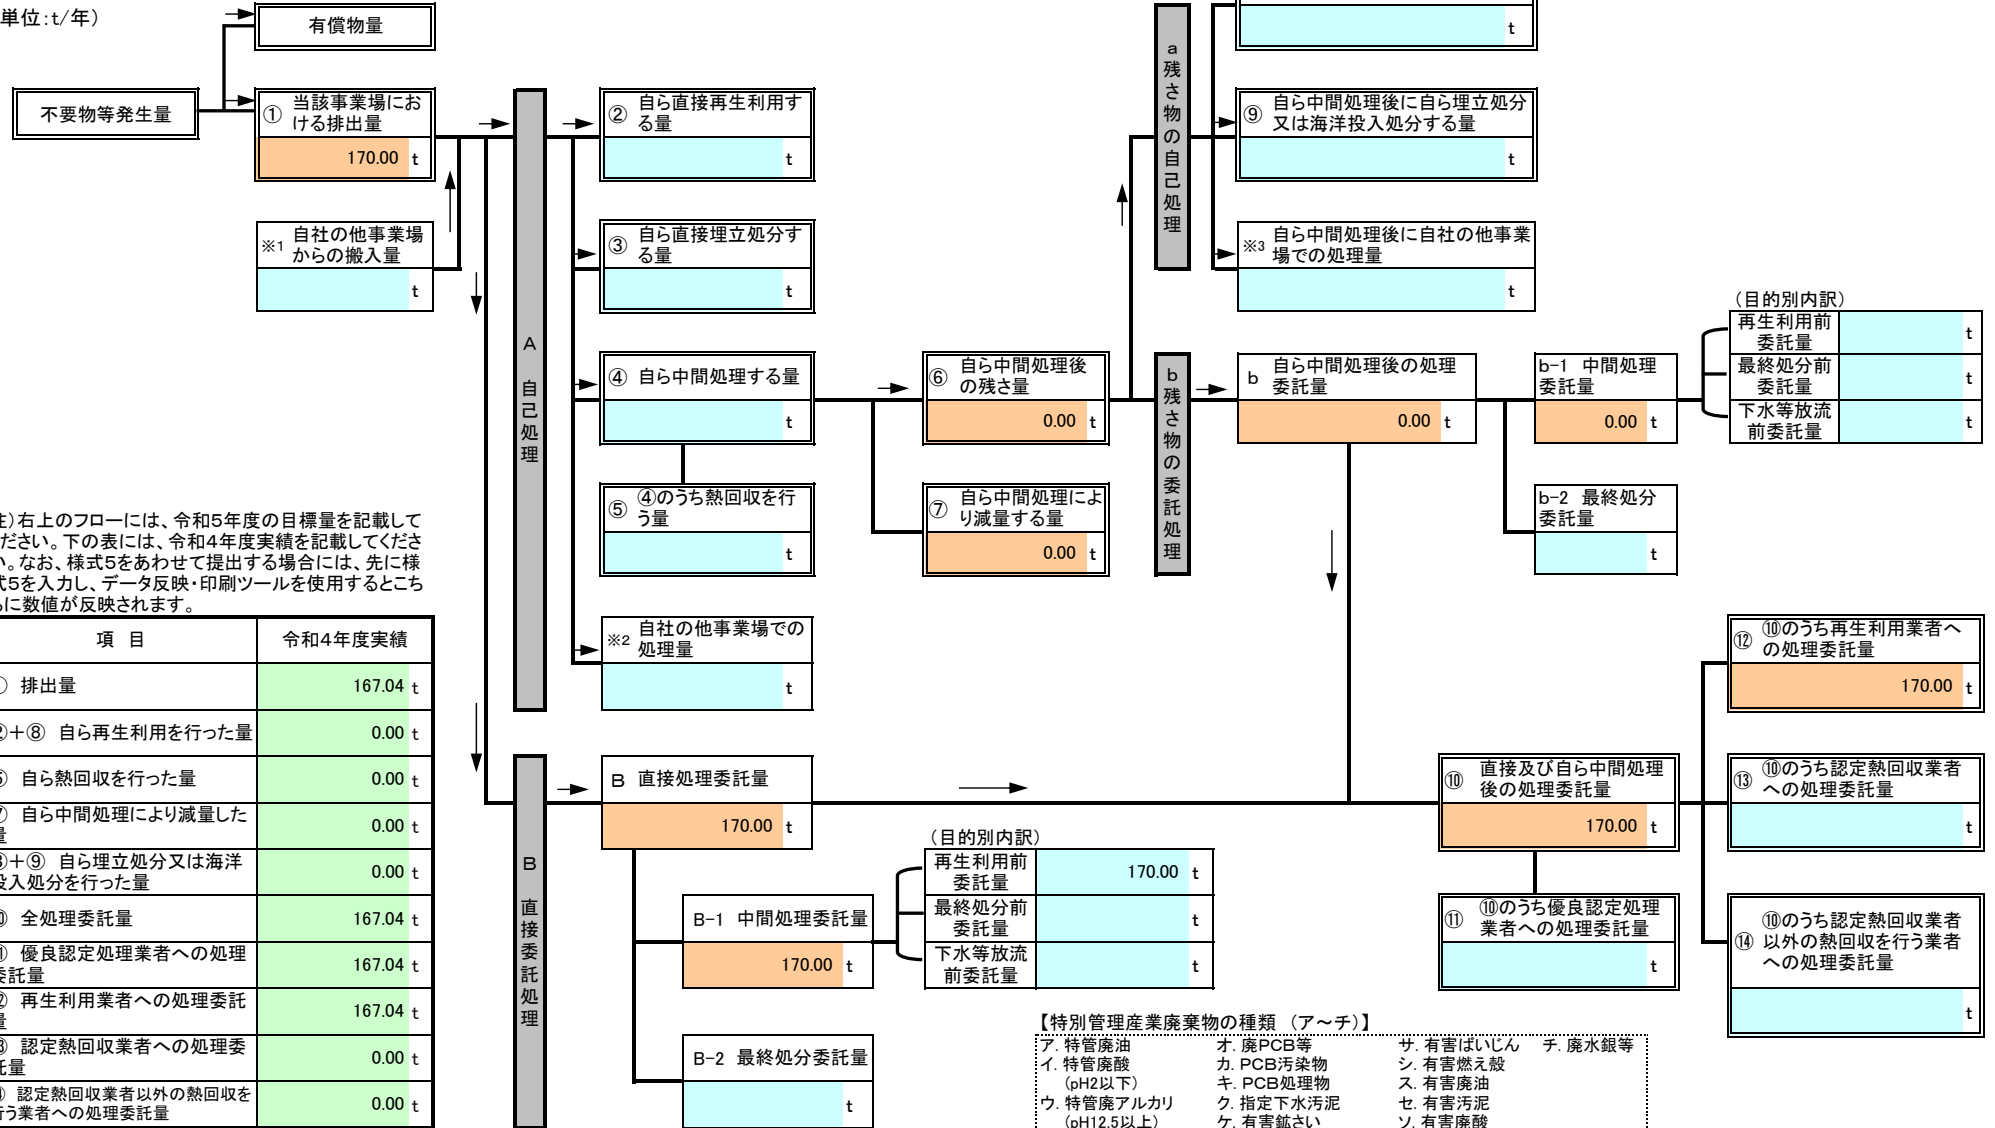 単位:t/年)
有償物量
不要物等発生量
① 当該事業場にお
ける排出量
170.00 t
※1 自社の他事業場
からの搬入量
t
A 自己処理
② 自ら直接再生利用す
る量
t
③ 自ら直接埋立処分す
る量
t
④ 自ら中間処理する量
t
⑤ ④のうち熱回収を行
う量
t
※2 自社の他事業場での
処理量
t
⑥ 自ら中間処理後
の残さ量
0.00 t
⑦ 自ら中間処理によ
り減量する量
0.00 t
a 残さ物の自己処理
t
⑨ 自ら中間処理後に自ら埋立処分
又は海洋投入処分する量
t
※3 自ら中間処理後に自社の他事業
場での処理量
t
b 残さ物の委託処理
b 自ら中間処理後の処理
委託量
0.00 t
b-1 中間処理
委託量
0.00 t
(目的別内訳)
再生利用前
委託量
t
最終処分前
委託量
t
下水等放流
前委託量
t
b-2 最終処分
委託量
t
)右上のフローには、令和5年度の目標量を記載して
ださい。下の表には、令和4年度実績を記載してくださ
。なお、様式5をあわせて提出する場合には、先に様
5を入力し、データ反映・印刷ツールを使用するとこち
に数値が反映されます。
項 目 令和4年度実績
排出量 167.04 t
+⑧ 自ら再生利用を行った量 0.00 t
自ら熱回収を行った量 0.00 t
自ら中間処理により減量した
量 0.00 t
+⑨ 自ら埋立処分又は海洋
投入処分を行った量 0.00 t
全処理委託量 167.04 t
優良認定処理業者への処理
委託量 167.04 t
再生利用業者への処理委託
量 167.04 t
認定熱回収業者への処理委
託量 0.00 t
認定熱回収業者以外の熱回収を
行う業者への処理委託量 0.00 t
B 直接委託処理
B 直接処理委託量
170.00 t
B-1 中間処理委託量
170.00 t
(目的別内訳)
再生利用前
委託量
170.00 t
最終処分前
委託量
t
下水等放流
前委託量
t
B-2 最終処分委託量
t
⑩ 直接及び自ら中間処理
後の処理委託量
170.00 t
⑪ ⑩のうち優良認定処理
業者への処理委託量
t
⑫ ⑩のうち再生利用業者へ
の処理委託量
170.00 t
⑬ ⑩のうち認定熱回収業者
への処理委託量
t
⑭ ⑩のうち認定熱回収業者
以外の熱回収を行う業者
への処理委託量
t
【特別管理産業廃棄物の種類 (ア~チ)】
ア. 特管廃油 オ. 廃PCB等 サ. 有害ばいじん チ. 廃水銀等
イ. 特管廃酸 カ. PCB汚染物 シ. 有害燃え殻
(pH2以下) キ. PCB処理物 ス. 有害廃油
ウ. 特管廃アルカリ ク. 指定下水汚泥 セ. 有害汚泥
(pH12.5以上) ケ. 有害鉱さい ソ. 有害廃酸